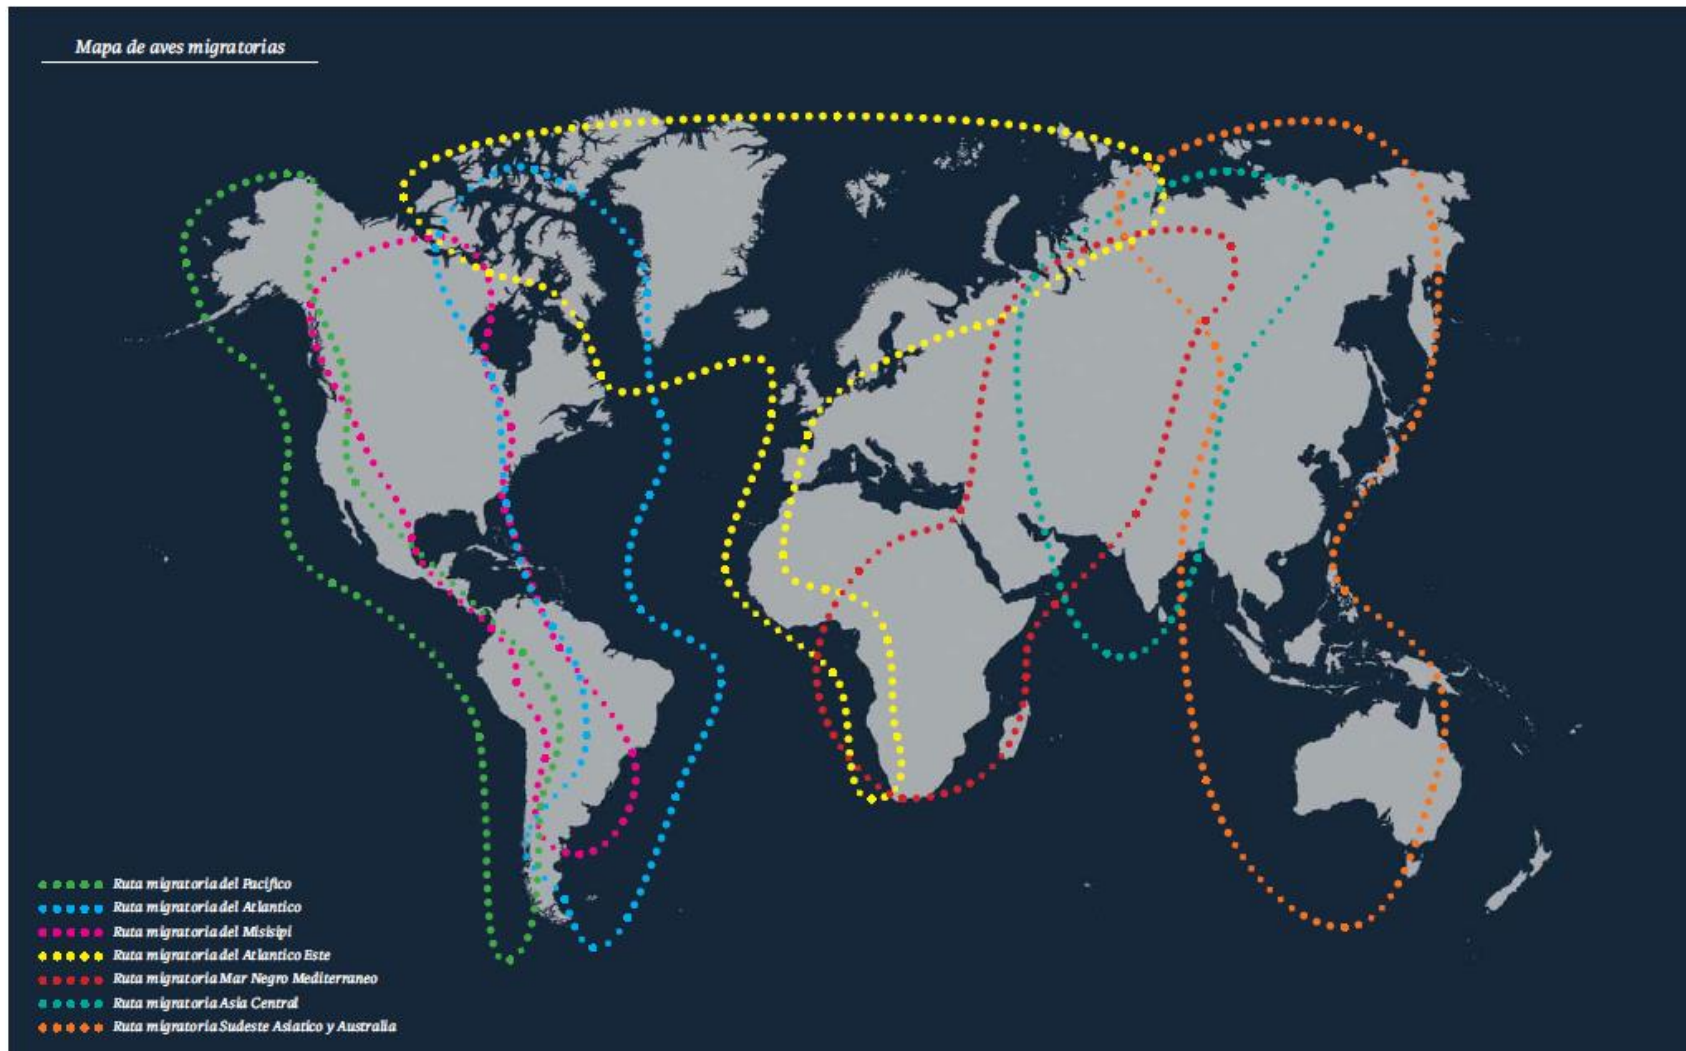 Mapa de aves migratorias
Ruta migratoria del Pacifico
Ruta migratoria del Atlantico
Ruta migratoria del Misisipi
Ruta migratoria del Atlantico Este
Ruta migratoria Mar Negro Mediterraneo
Ruta migratoria Asia Central
Ruta migratoria Sudeste Asiatico y Australia